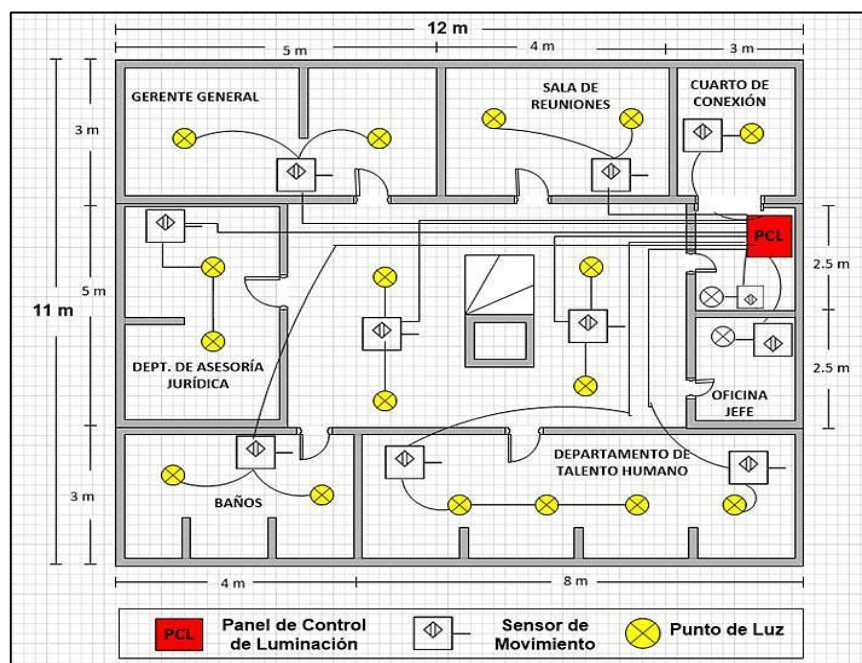 12 m
5 m
4 m
3 m
GERENTE GENERAL
SALA DE
REUNIONES
CUARTO DE
CONEXIÓN
3 m
PCL
2.5 m
11 m
5 m
DEPT. DE ASESORÍA
JURÍDICA
2.5 m
OFICINA
JEFE
DEPARTAMENTO DE
TALENTO HUMANO
BAÑOS
3 m
4 m
8 m
PCL
Panel de Control
de Luminación
Sensor de
Movimiento
Punto de Luz